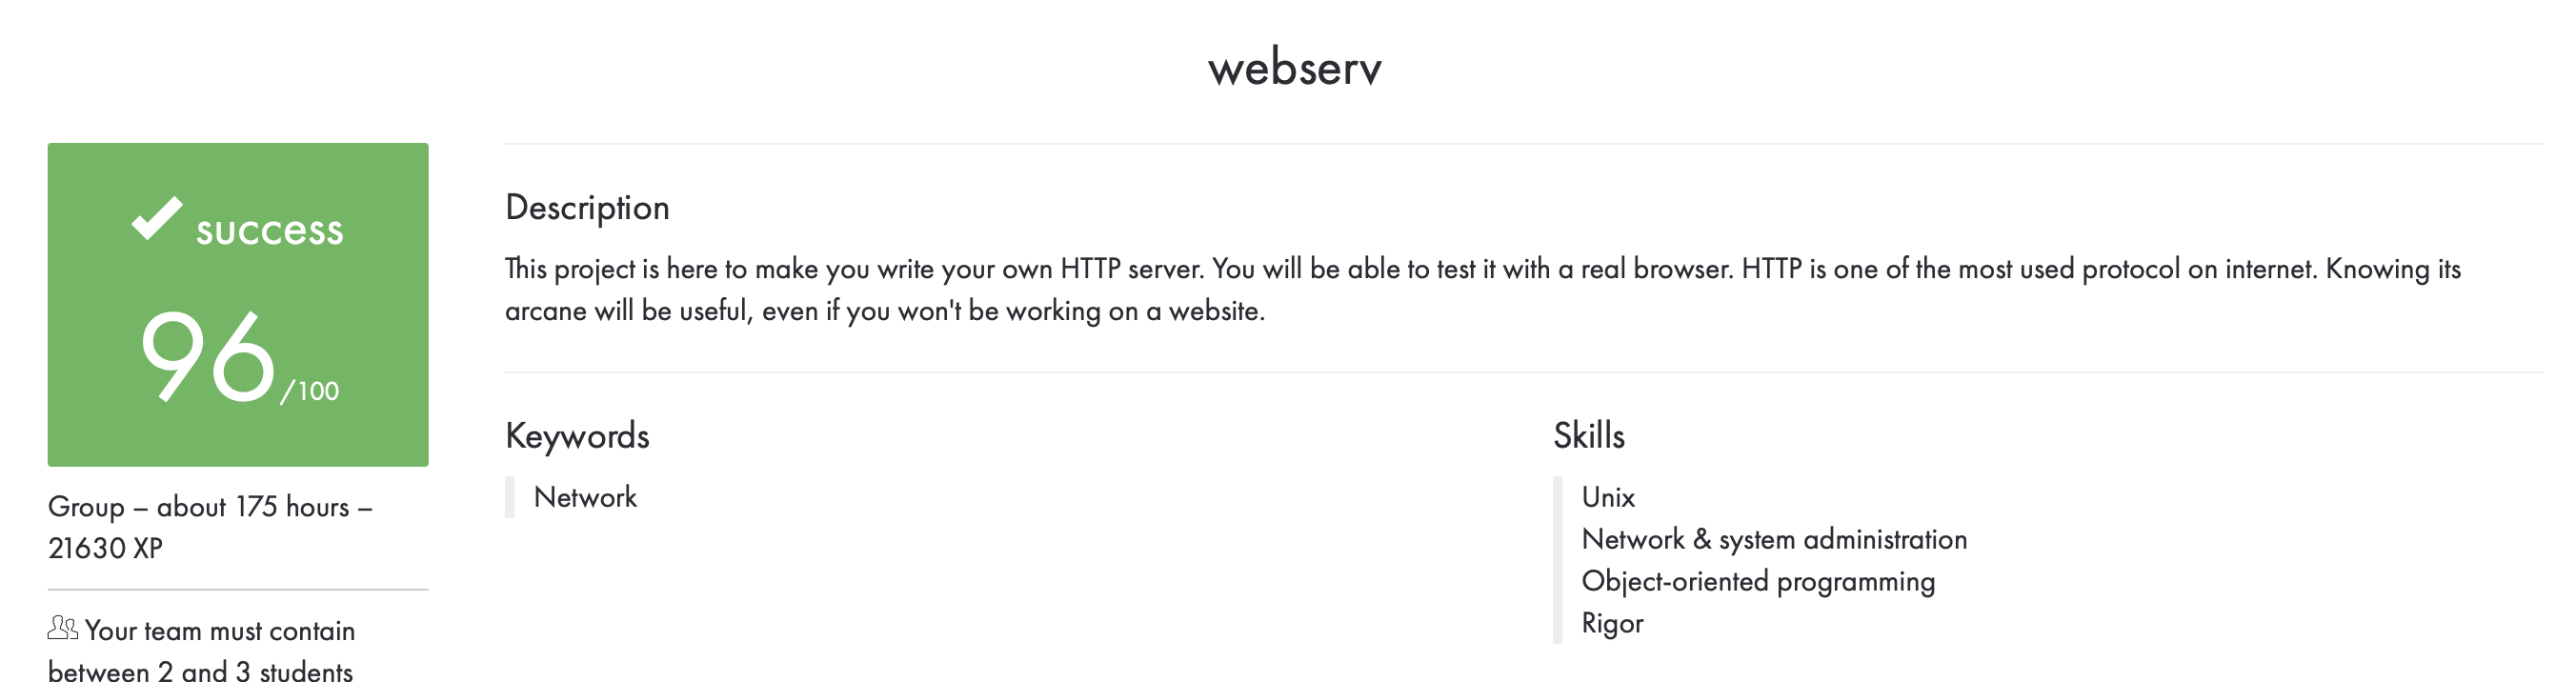 webserv
success
96/100
Group – about 175 hours –
21630 XP
Your team must contain
between 2 and 3 students
Description
This project is here to make you write your own HTTP server. You will be able to test it with a real browser. HTTP is one of the most used protocol on internet. Knowing its
arcane will be useful, even if you won't be working on a website.
Keywords
Network
Skills
Unix
Network & system administration
Object-oriented programming
Rigor